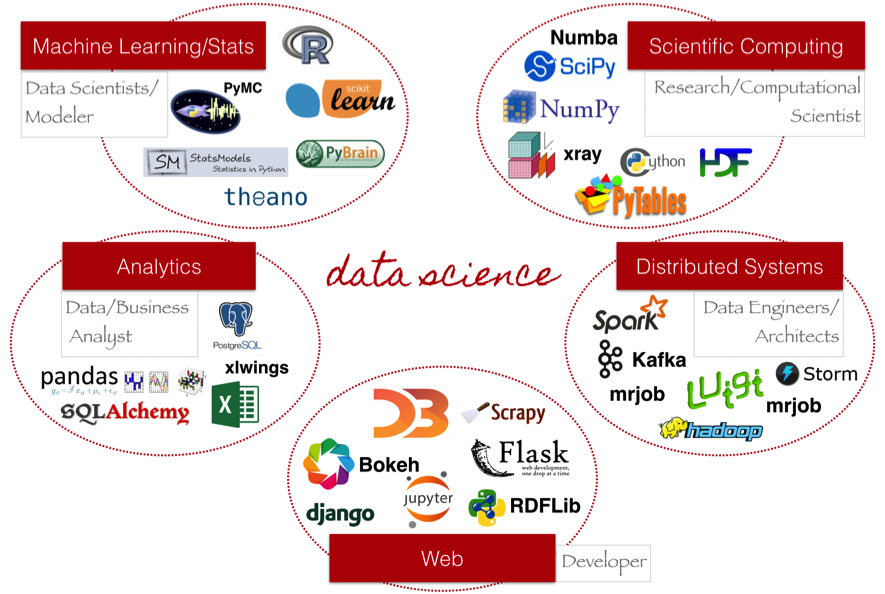 Machine Learning/Stats
Data Scientists/
Modeler
R
PyMC
scikit
learn
SM
StatsModels
Statistics in Python
PyBrain
theano
Scientific Computing
Research/Computational
Scientist
Numba
SciPy
NumPy
xray
Cython
HDF
PyTables
data science
Analytics
Data/Business
Analyst
PostgreSQL
pandas
xlwings
SQLAlchemy
X
Distributed Systems
Data Engineers/
Architects
Spark
Kafka
Storm
mrjob
Luigi
mrjob
hadoop
D3
Scrapy
Bokeh
Flask
web development,
one drop at a time
jupyter
django
RDFLib
Web
Developer